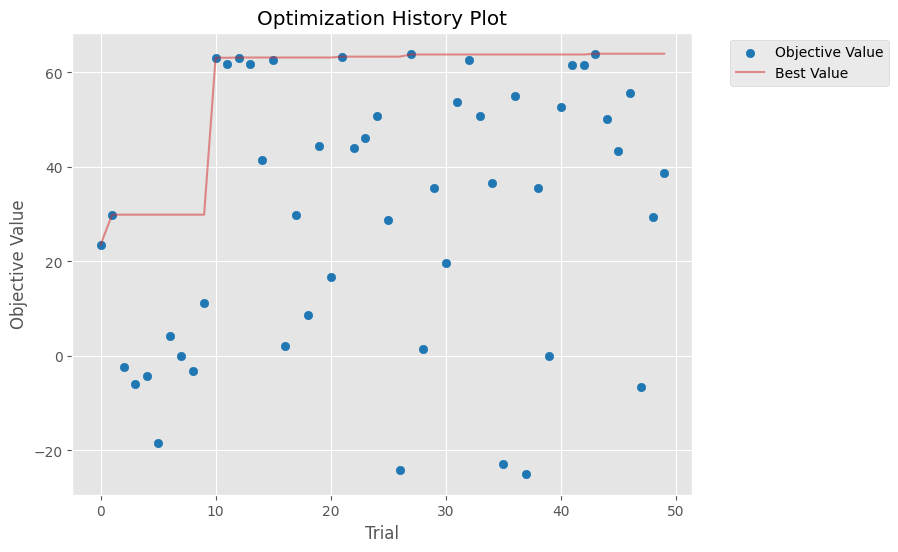 Optimization History Plot
Objective Value
Best Value
Objective Value
60
40
20
0
−20
0 10 20 30 40 50
Trial